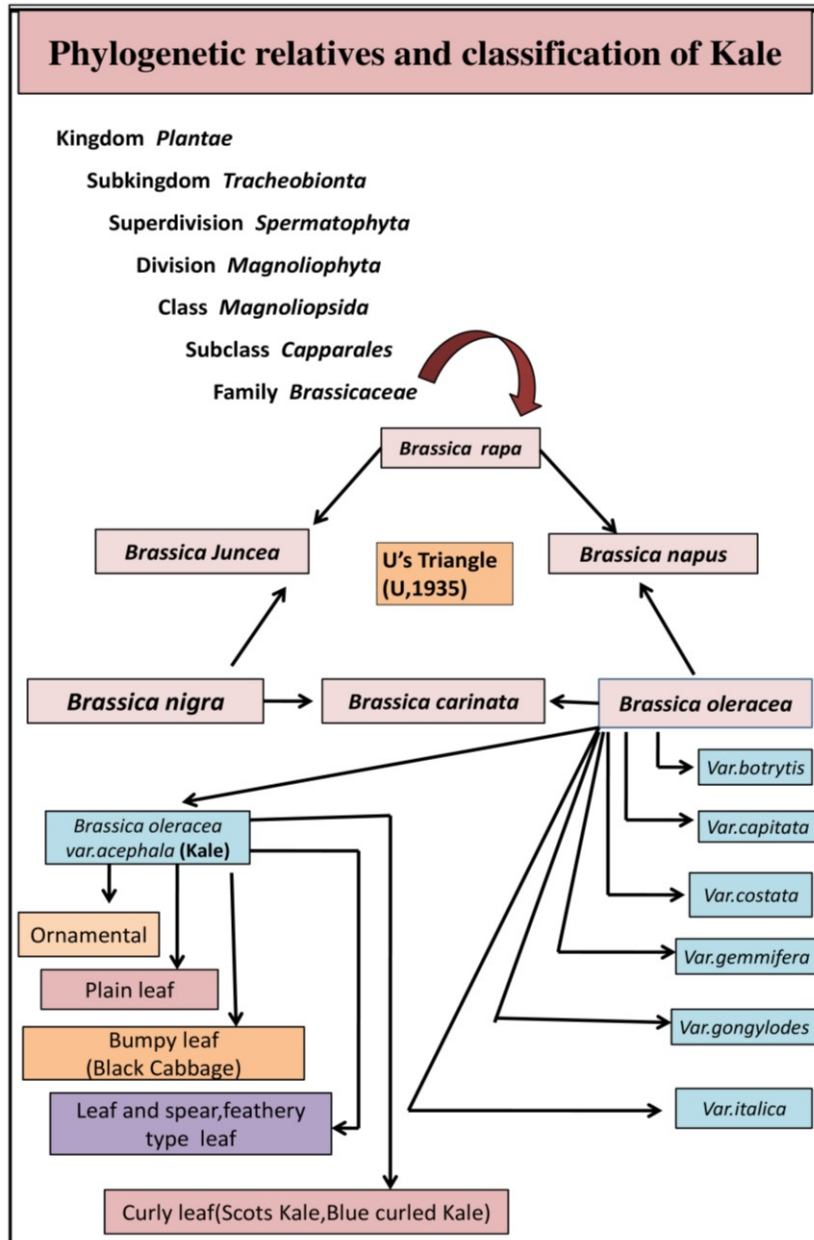 Phylogenetic relatives and classification of Kale
Kingdom Plantae
Subkingdom Tracheobionta
Superdivision Spermatophyta
Division Magnoliophyta
Class Magnoliopsida
Subclass Capparales
Family Brassicaceae
Brassica rapa
Brassica Juncea
U's Triangle
(U,1935)
Brassica napus
Brassica nigra
Brassica carinata
Brassica oleracea
Var.botrytis
Var.capitata
Var.costata
Var.gemmifera
Var.gongylodes
Var.italica
Brassica oleracea
var.acephala (Kale)
Ornamental
Plain leaf
Bumpy leaf
(Black Cabbage)
Leaf and spear,feathery
type leaf
Curly leaf(Scots Kale,Blue curled Kale)